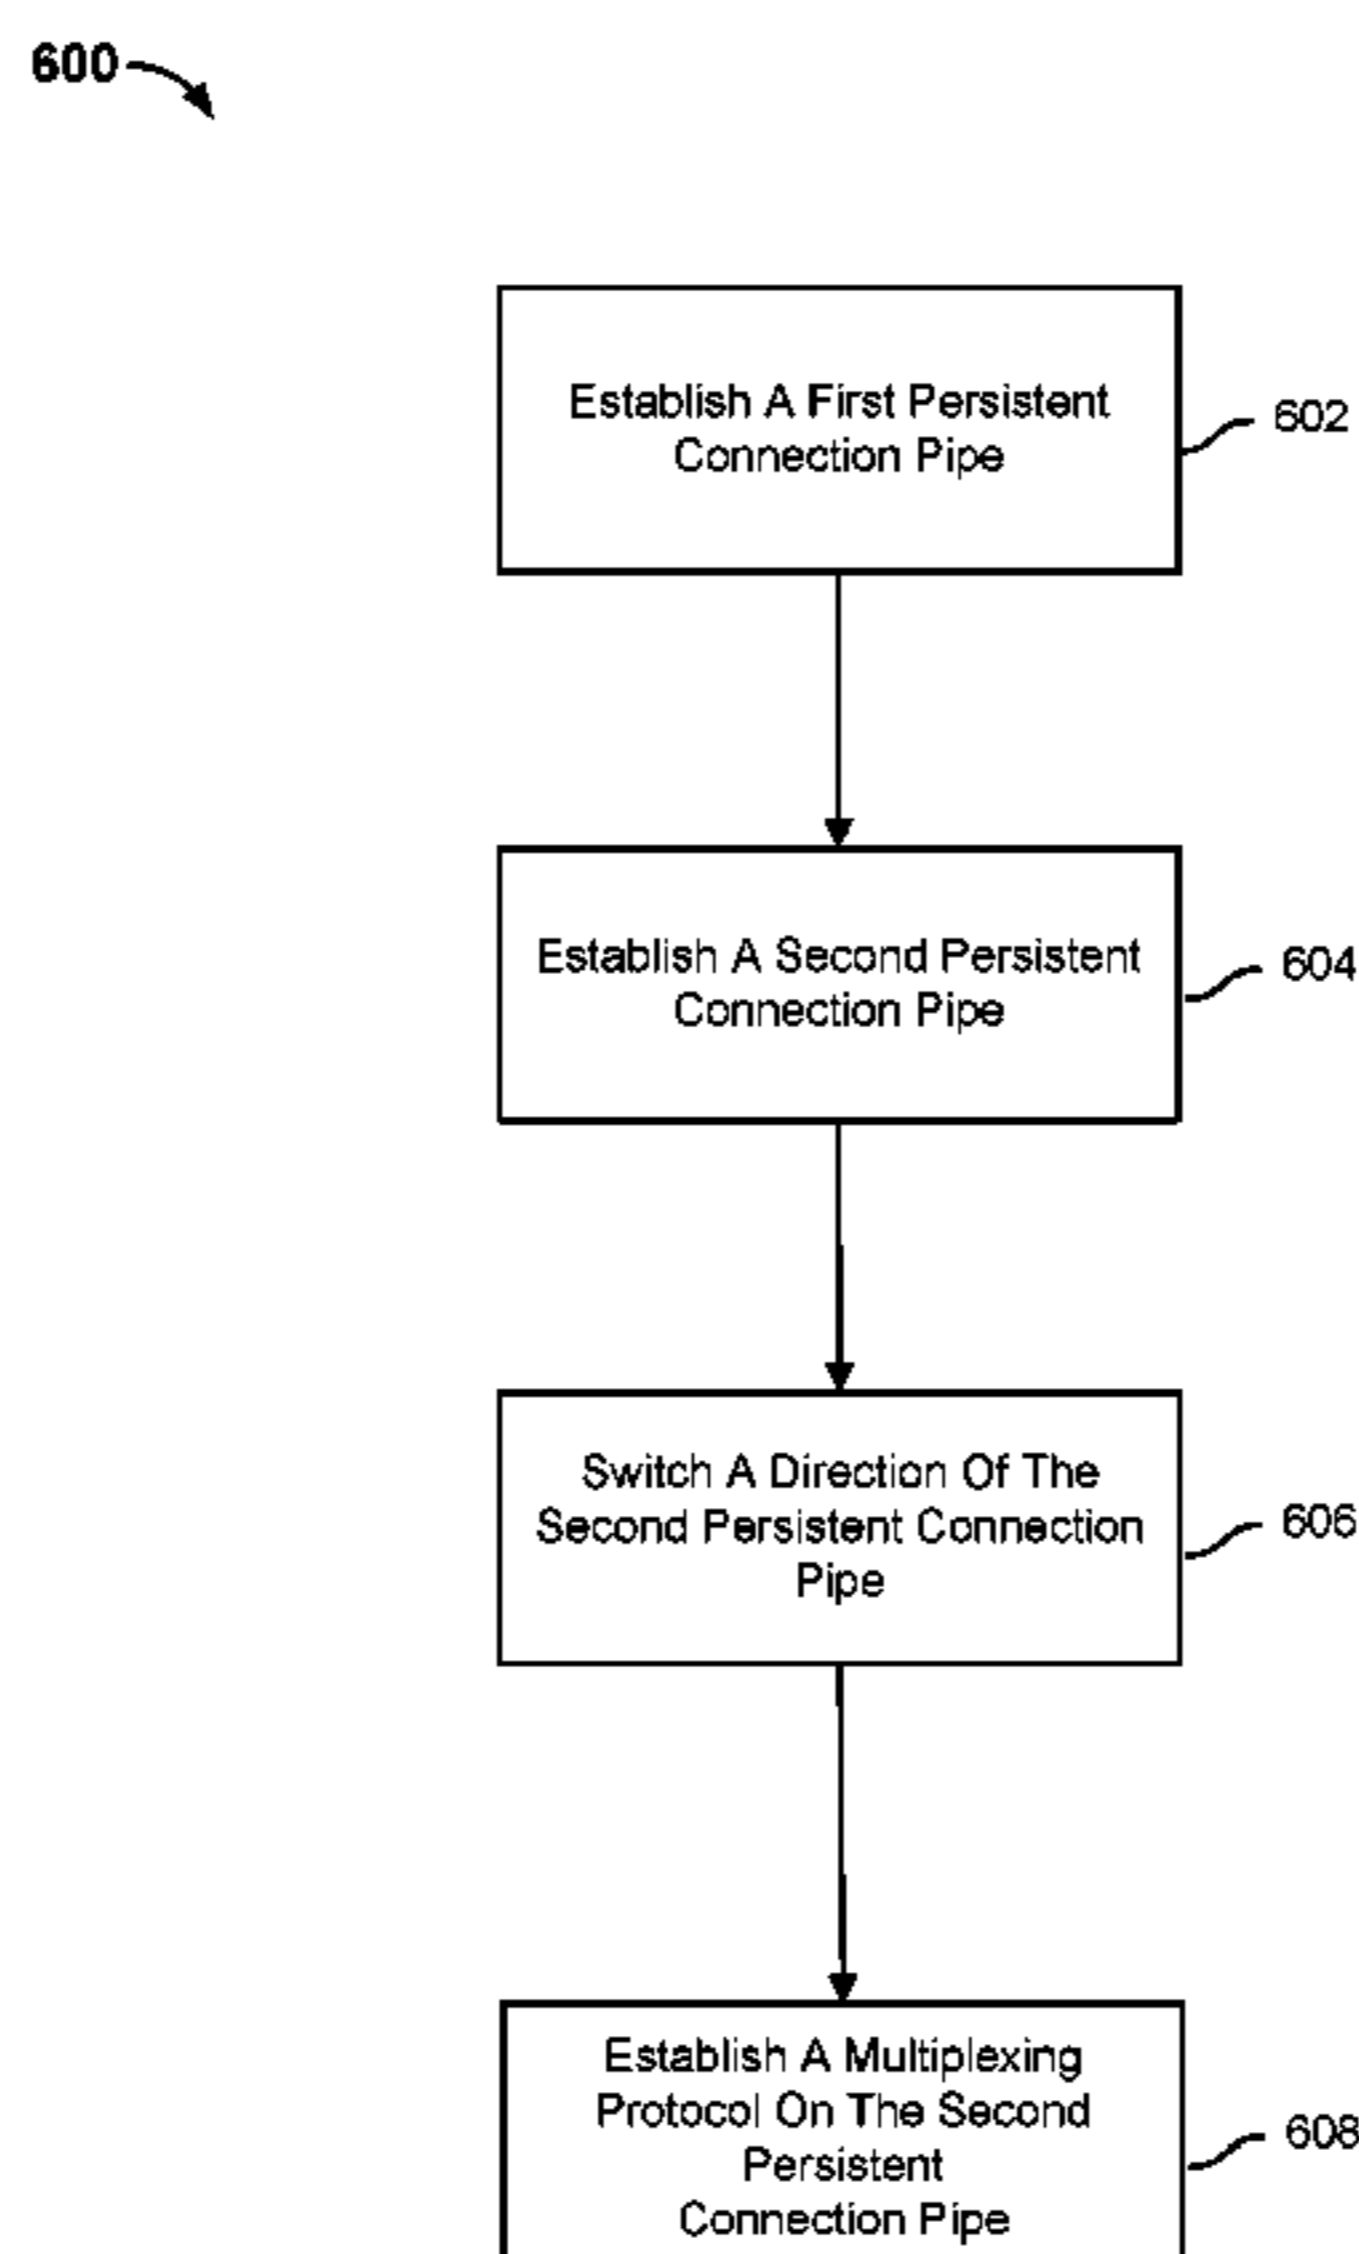 600
Establish A First Persistent
Connection Pipe
602
Establish A Second Persistent
Connection Pipe
604
Switch A Direction Of The
Second Persistent Connection
Pipe
606
Establish A Multiplexing
Protocol On The Second
Persistent
Connection Pipe
608